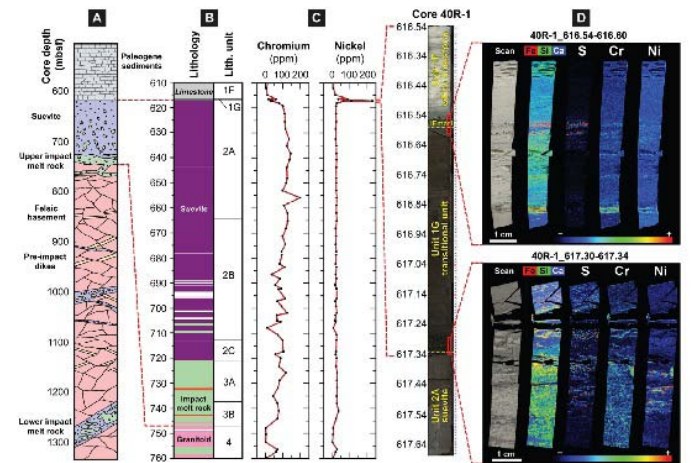 A
B
C
D
Core depth
(mbsf)
600
700
800
900
1000
1100
1200
1300
Suevite
Upper impact
melt rock
Felsic
basement
Pre-impact
dikes
Lower impact
melt rock
Paleogene
sediments
Lithology
Lith. unit
610
620
630
640
650
660
670
680
690
700
710
720
730
740
750
760
Limestone
Suevite
Impact
melt rock
Granitoid
1F
1G
2A
2B
2C
3A
3B
4
Chromium
(ppm)
0 100 200
Nickel
(ppm)
0 100 200
Core 40R-1
616.54
616.34
616.44
616.54
616.64
616.74
616.84
616.94
617.04
617.14
617.24
617.34
617.44
617.54
617.64
Unit 1G
transitional unit
Unit 2A
suevite
40R-1_616.54-616.60
Scan
Fe Si Ca
S
Cr
Ni
1 cm
–
+
40R-1_617.30-617.34
Scan
Fe Si Ca
S
Cr
Ni
1 cm
–
+